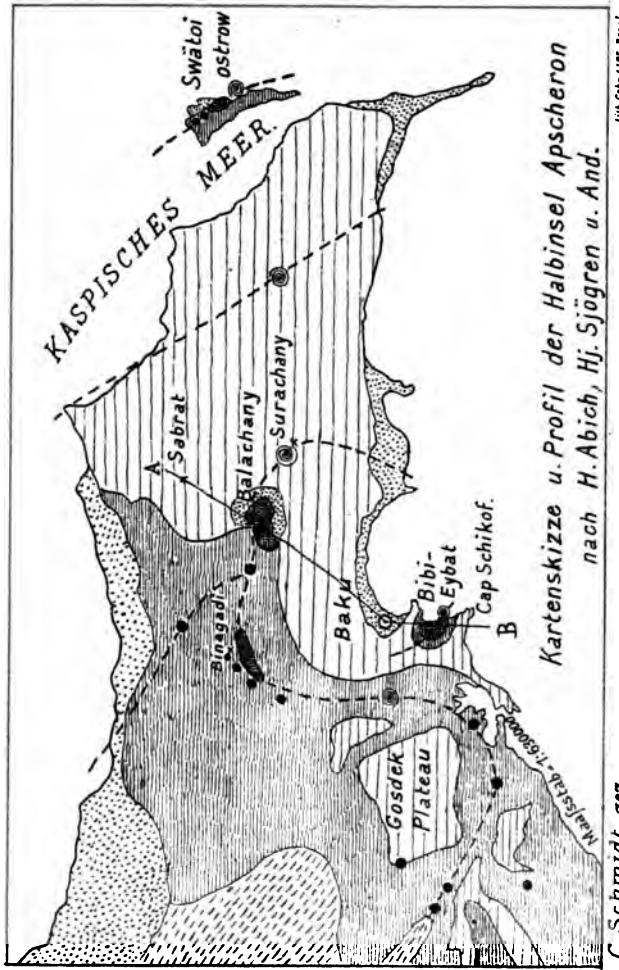 KASPISCHES MEER.
Swätoi
ostrow
A
Sabrat
Balachany
Surachany
Binagadi
Baku
Bibi-
Eybat
Cap Schikof.
B
Gosdek
Plateau
Maaſsstab = 1:630000
Kartenskizze u. Profil der Halbinsel Apscheron
nach H. Abich, Hj. Sjögren u. And.
C. Schmidt gez.